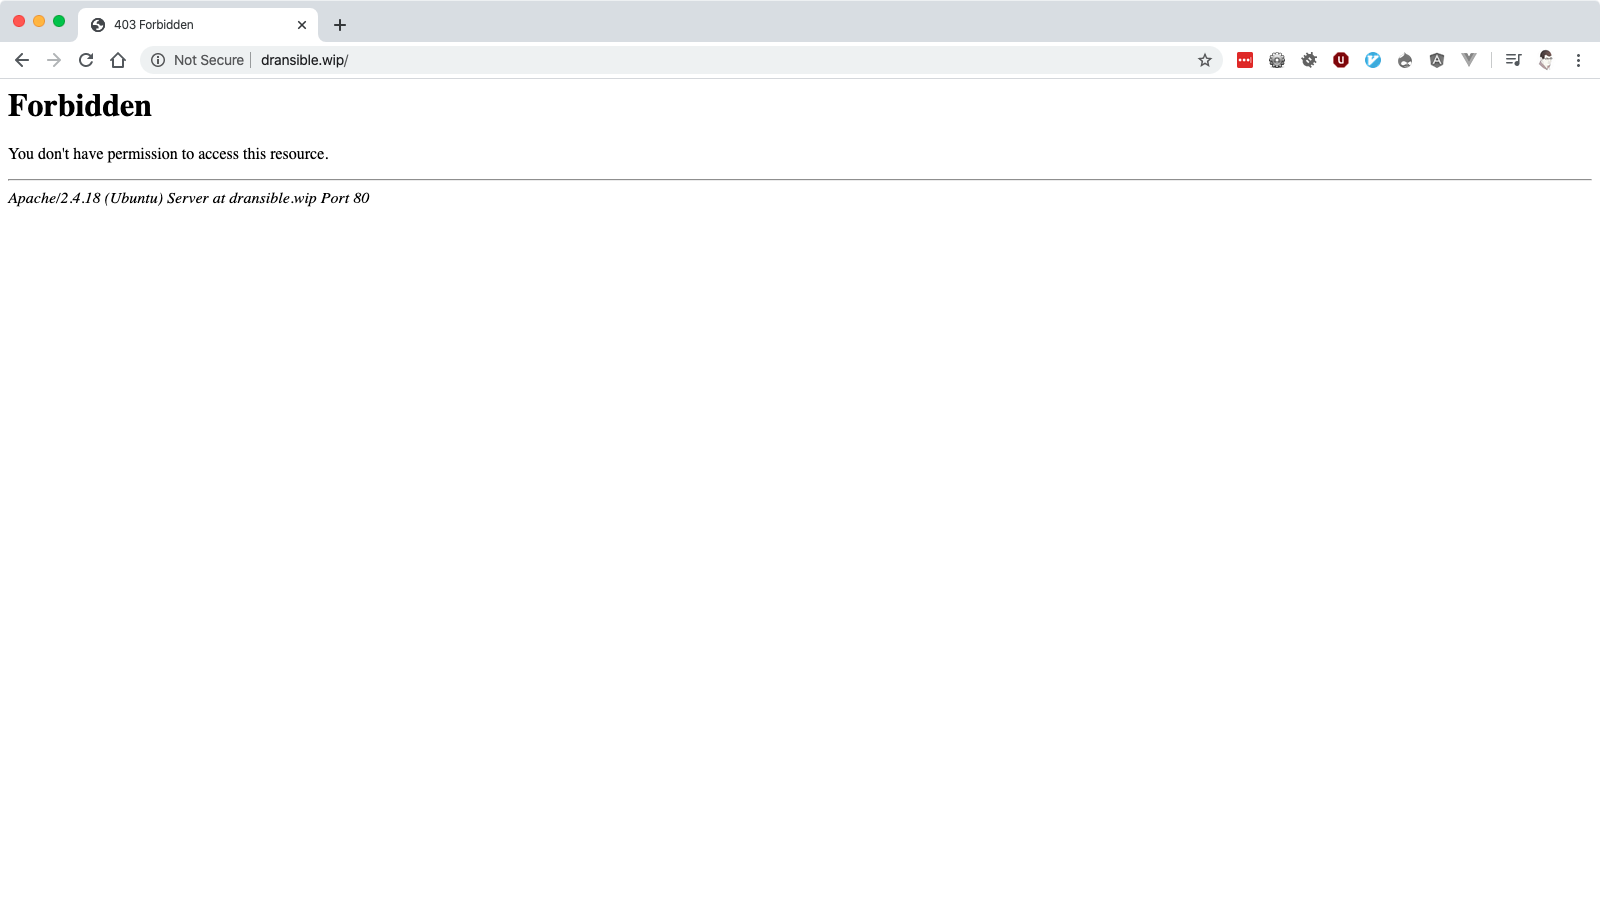 403 Forbidden
Not Secure
dransible.wip/
Forbidden
You don't have permission to access this resource.
Apache/2.4.18 (Ubuntu) Server at dransible.wip Port 80